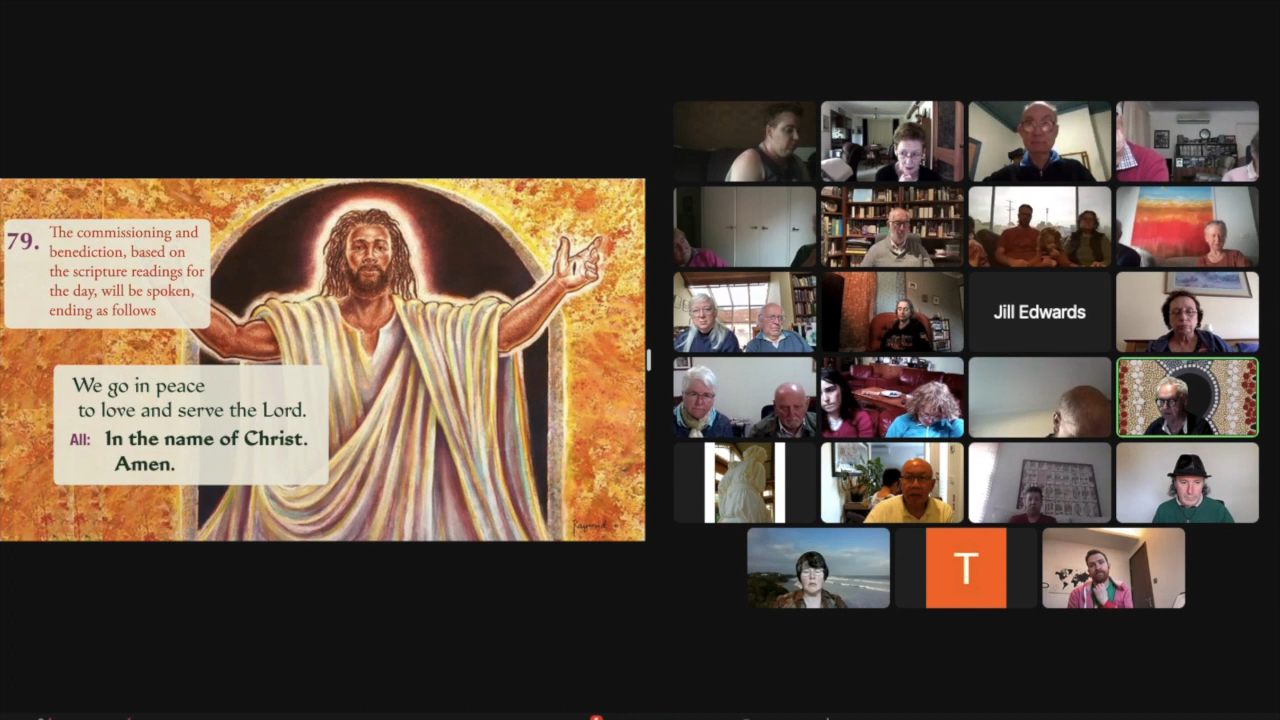 79.
The commissioning and
benediction, based on
the scripture readings for
the day, will be spoken,
ending as follows
We go in peace
to love and serve the Lord.
All: In the name of Christ.
Amen.
Raymond
Jill Edwards
T